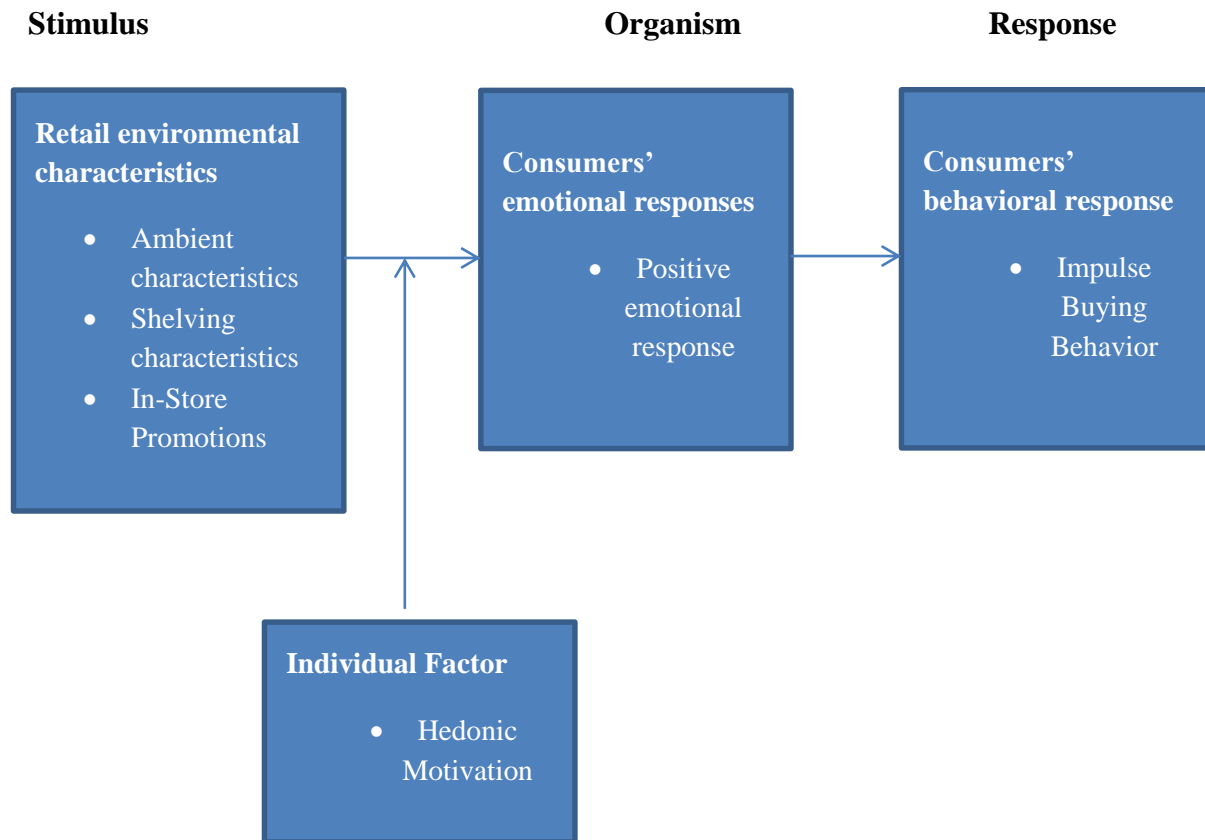 Stimulus
Organism
Response
Retail environmental
characteristics
• Ambient
characteristics
• Shelving
characteristics
• In-Store
Promotions
Consumers’
emotional responses
• Positive
emotional
response
Consumers’
behavioral response
• Impulse
Buying
Behavior
Individual Factor
• Hedonic
Motivation